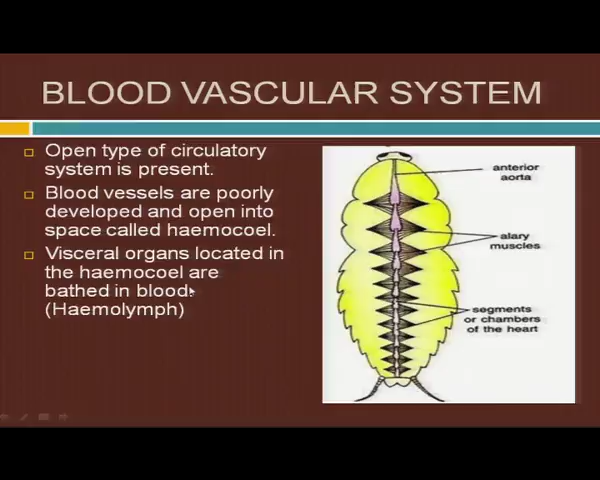 BLOOD VASCULAR SYSTEM
Open type of circulatory
system is present.
Blood vessels are poorly
developed and open into
space called haemocoel.
Visceral organs located in
the haemocoel are
bathed in blood
(Haemolymph)
anterior
aorta
alary
muscles
segments
or chambers
of the heart